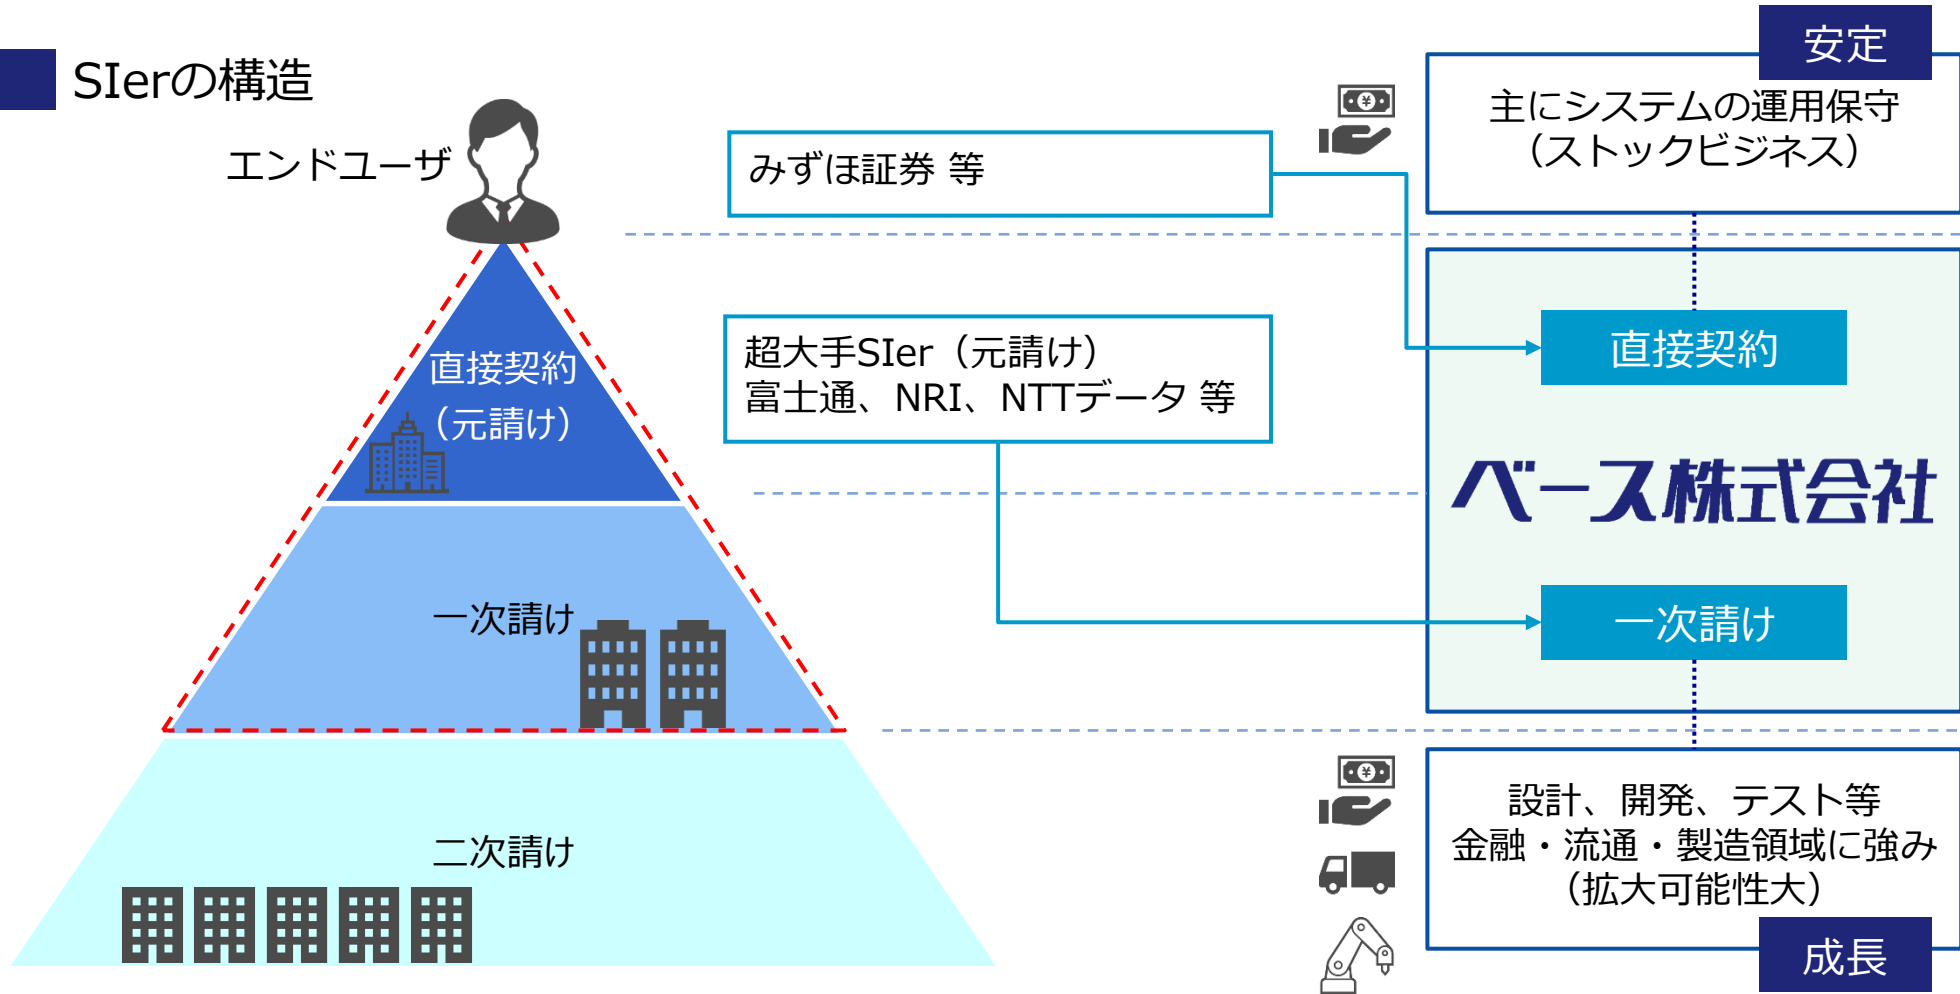 SIerの構造
エンドユーザ
直接契約
（元請け）
一次請け
二次請け
みずほ証券 等
超大手SIer（元請け）
富士通、NRI、NTTデータ 等
安定
主にシステムの運用保守
（ストックビジネス）
直接契約
ベース株式会社
一次請け
設計、開発、テスト等
金融・流通・製造領域に強み
（拡大可能性大）
成長